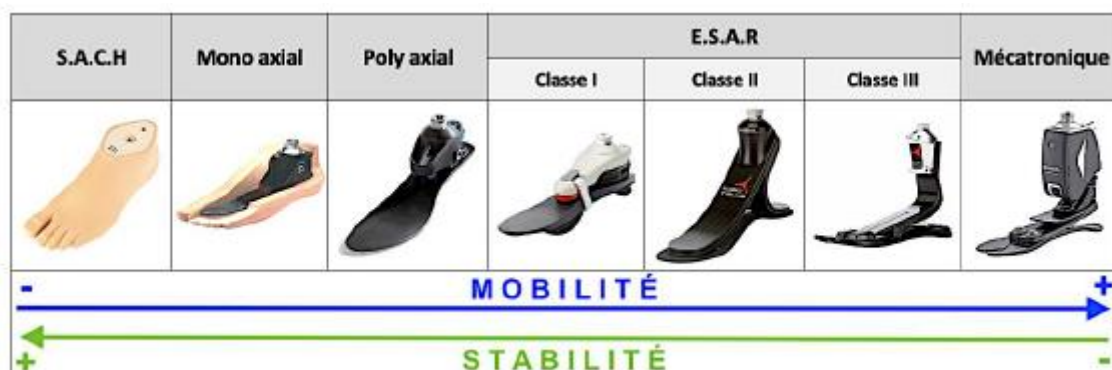 S.A.C.H
Mono axial
Poly axial
E.S.A.R
Mécatronique
Classe I
Classe II
Classe III
- MOBILITÉ +
+ STABILITÉ -